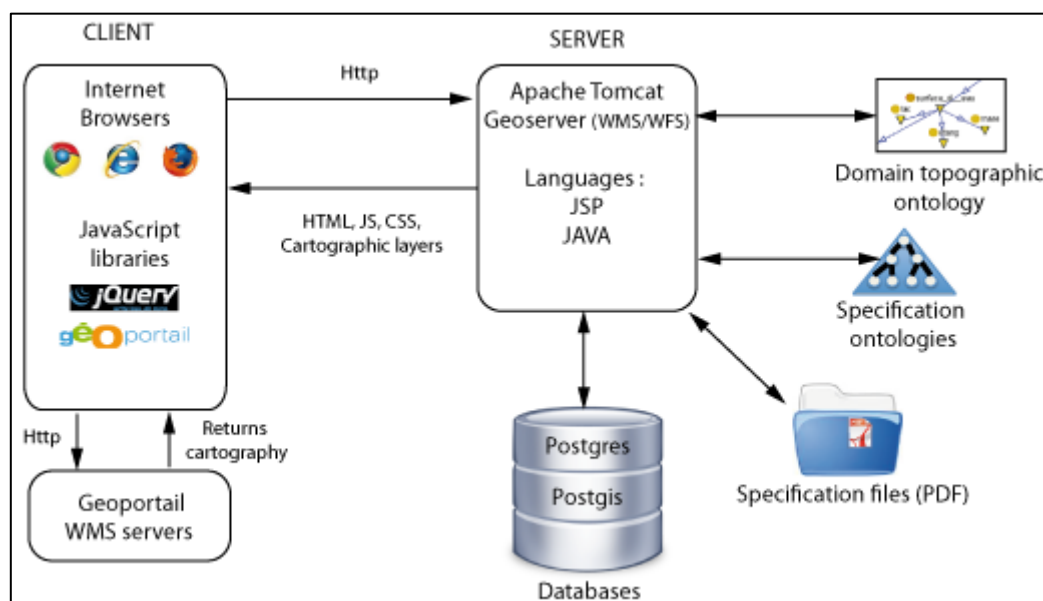 CLIENT
SERVER
Internet
Browsers
JavaScript
libraries
jQuery
géoportail
Http
HTML, JS, CSS,
Cartographic layers
Apache Tomcat
Geoserver (WMS/WFS)
Languages :
JSP
JAVA
Domain topographic
ontology
Specification
ontologies
Specification files (PDF)
Http
Returns
cartography
Geoportail
WMS servers
Postgres
Postgis
Databases